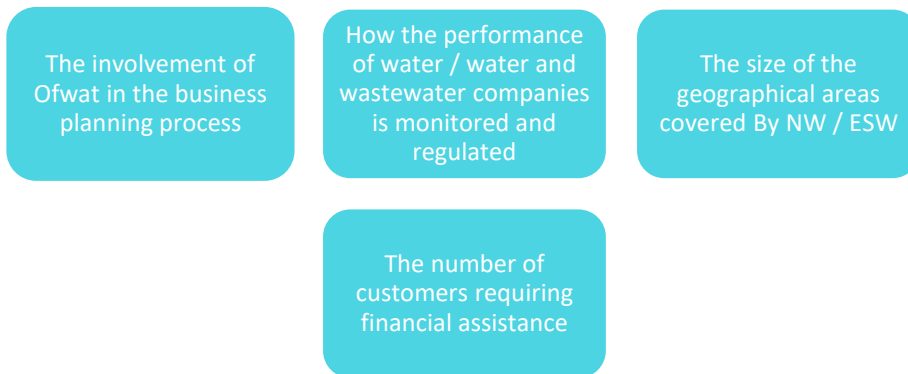 The involvement of
Ofwat in the business
planning process
How the performance
of water / water and
wastewater companies
is monitored and
regulated
The size of the
geographical areas
covered By NW / ESW
The number of
customers requiring
financial assistance